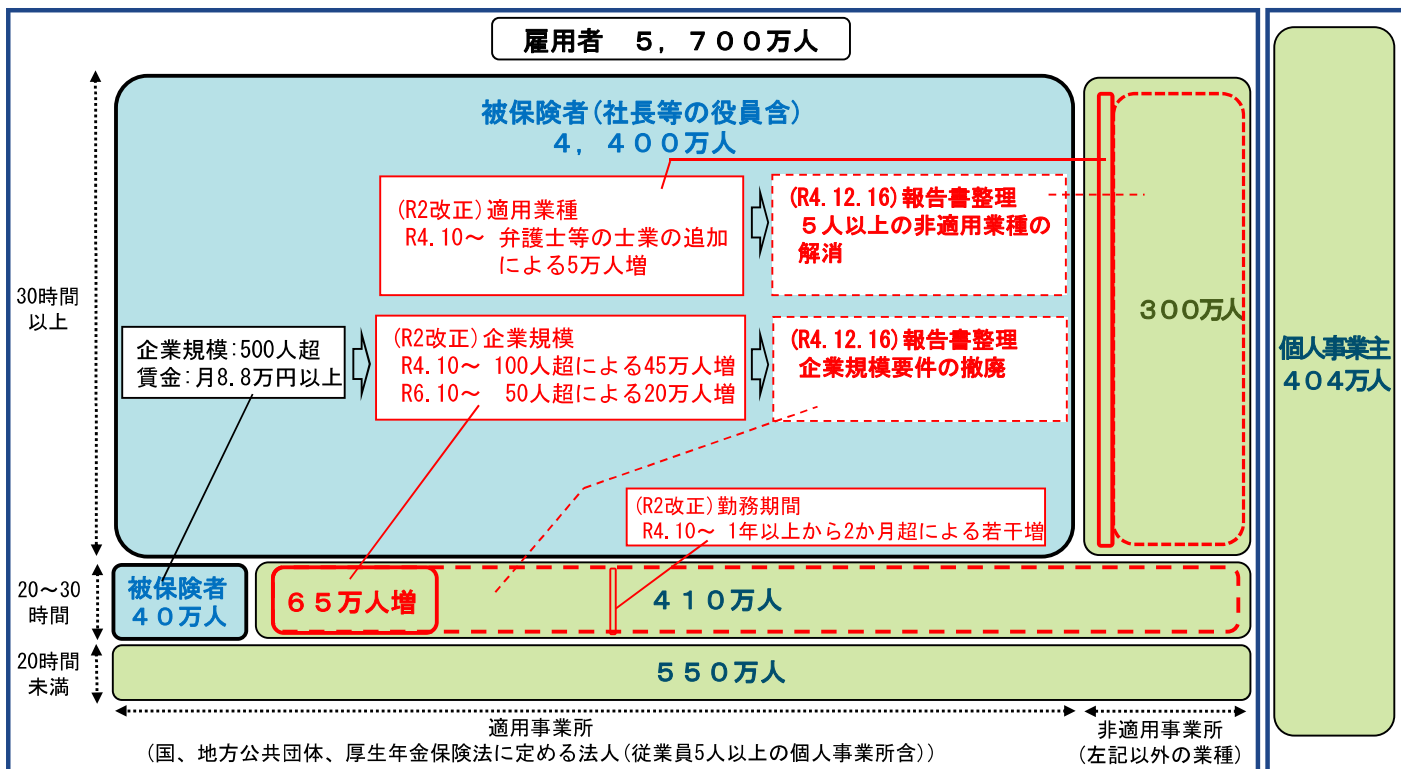 雇用者　５，７００万人
被保険者(社長等の役員含)
４，４００万人
(R2改正)適用業種
R4.10～ 弁護士等の士業の追加
による5万人増
(R4.12.16)報告書整理
５人以上の非適用業種の
解消
30時間
以上
企業規模:500人超
賃金:月8.8万円以上
(R2改正)企業規模
R4.10～ 100人超による45万人増
R6.10～ 50人超による20万人増
(R4.12.16)報告書整理
企業規模要件の撤廃
３００万人
個人事業主
４０４万人
(R2改正)勤務期間
R4.10～ 1年以上から2か月超による若干増
20～30
時間
被保険者
４０万人
６５万人増
４１０万人
20時間
未満
５５０万人
適用事業所
(国、地方公共団体、厚生年金保険法に定める法人(従業員5人以上の個人事業所含))
非適用事業所
(左記以外の業種)